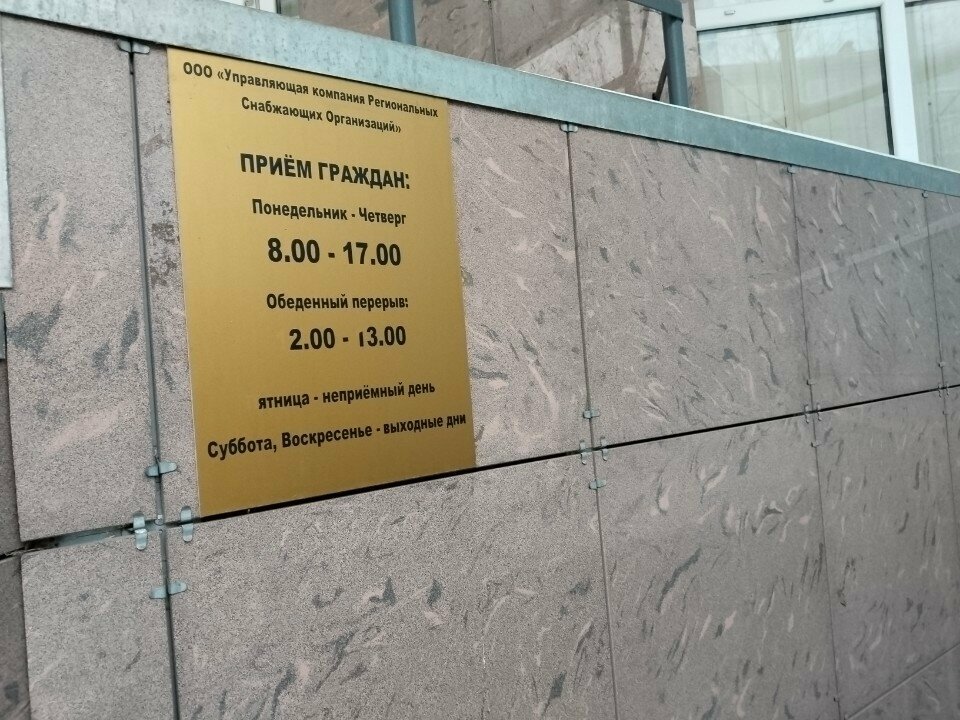 ООО «Управляющая компания Региональных
Снабжающих Организаций»
ПРИЁМ ГРАЖДАН:
Понедельник - Четверг
8.00 - 17.00
Обеденный перерыв:
2.00 - 13.00
ятница - неприёмный день
Суббота, Воскресенье - выходные дни